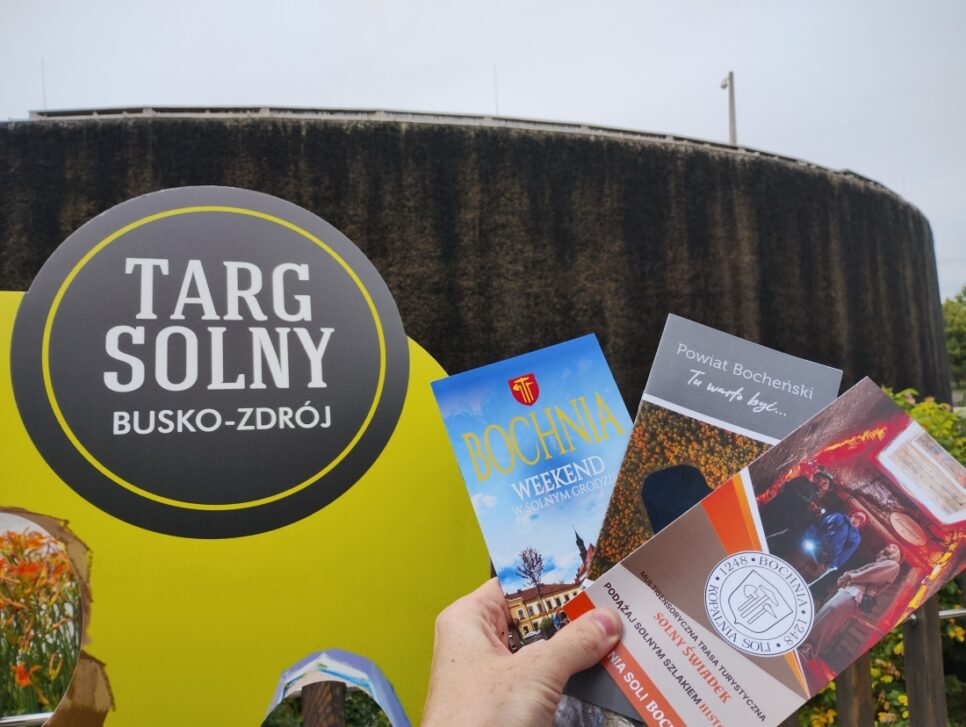 TARG
SOLNY
BUSKO-ZDRÓJ
BOCHNIA
WEEKEND
W SOLNYM GRODZIE
Powiat Bocheński
Tu warto być...
1248 • BOCHNIA • 1248
KOPALNIA SOLI
MULTISENSORYCZNA TRASA TURYSTYCZNA
SOLNY ŚWIADEK
PODĄŻAJ SOLNYM SZLAKIEM